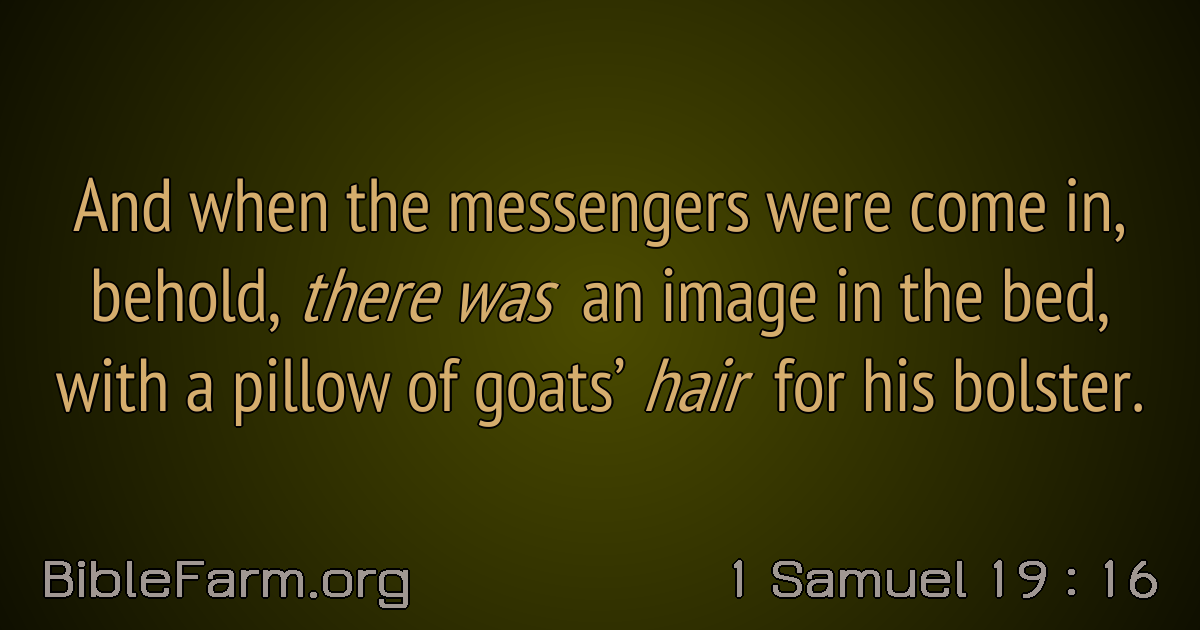 And when the messengers were come in,
behold, there was an image in the bed,
with a pillow of goats’ hair for his bolster.
BibleFarm.org
1 Samuel 19 : 16